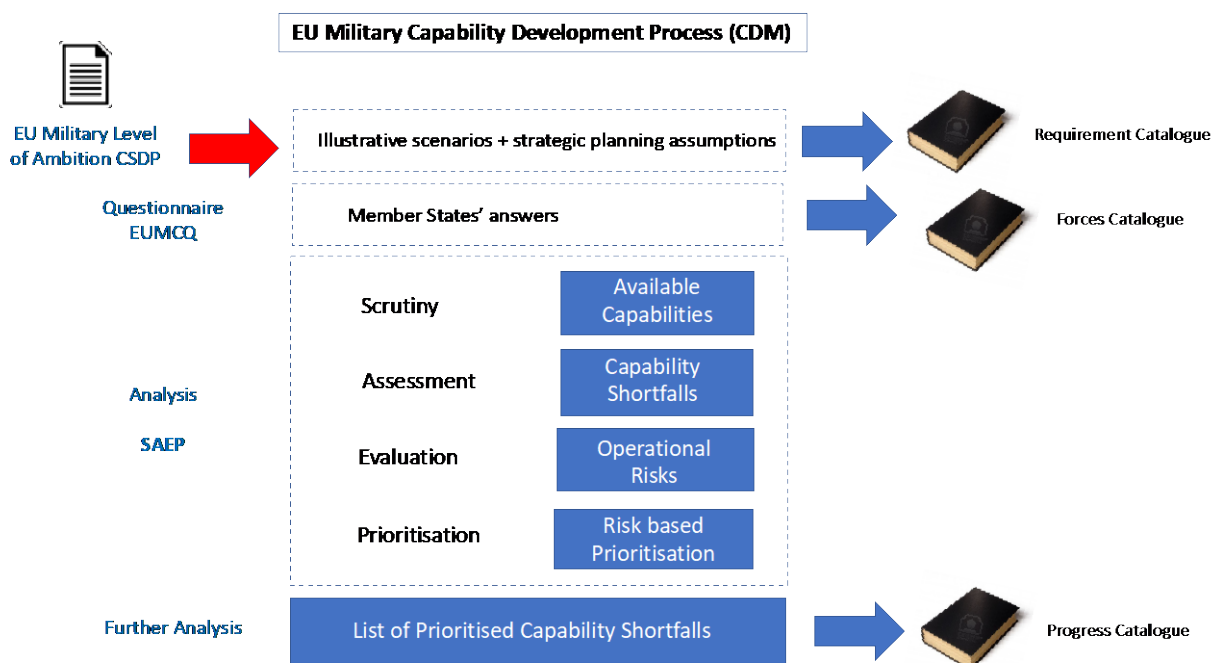 EU Military Capability Development Process (CDM)
EU Military Level
of Ambition CSDP
Illustrative scenarios + strategic planning assumptions
Requirement Catalogue
Questionnaire
EUMCQ
Member States' answers
Forces Catalogue
Analysis
SAEP
Scrutiny
Available
Capabilities
Assessment
Capability
Shortfalls
Evaluation
Operational
Risks
Prioritisation
Risk based
Prioritisation
Further Analysis
List of Prioritised Capability Shortfalls
Progress Catalogue